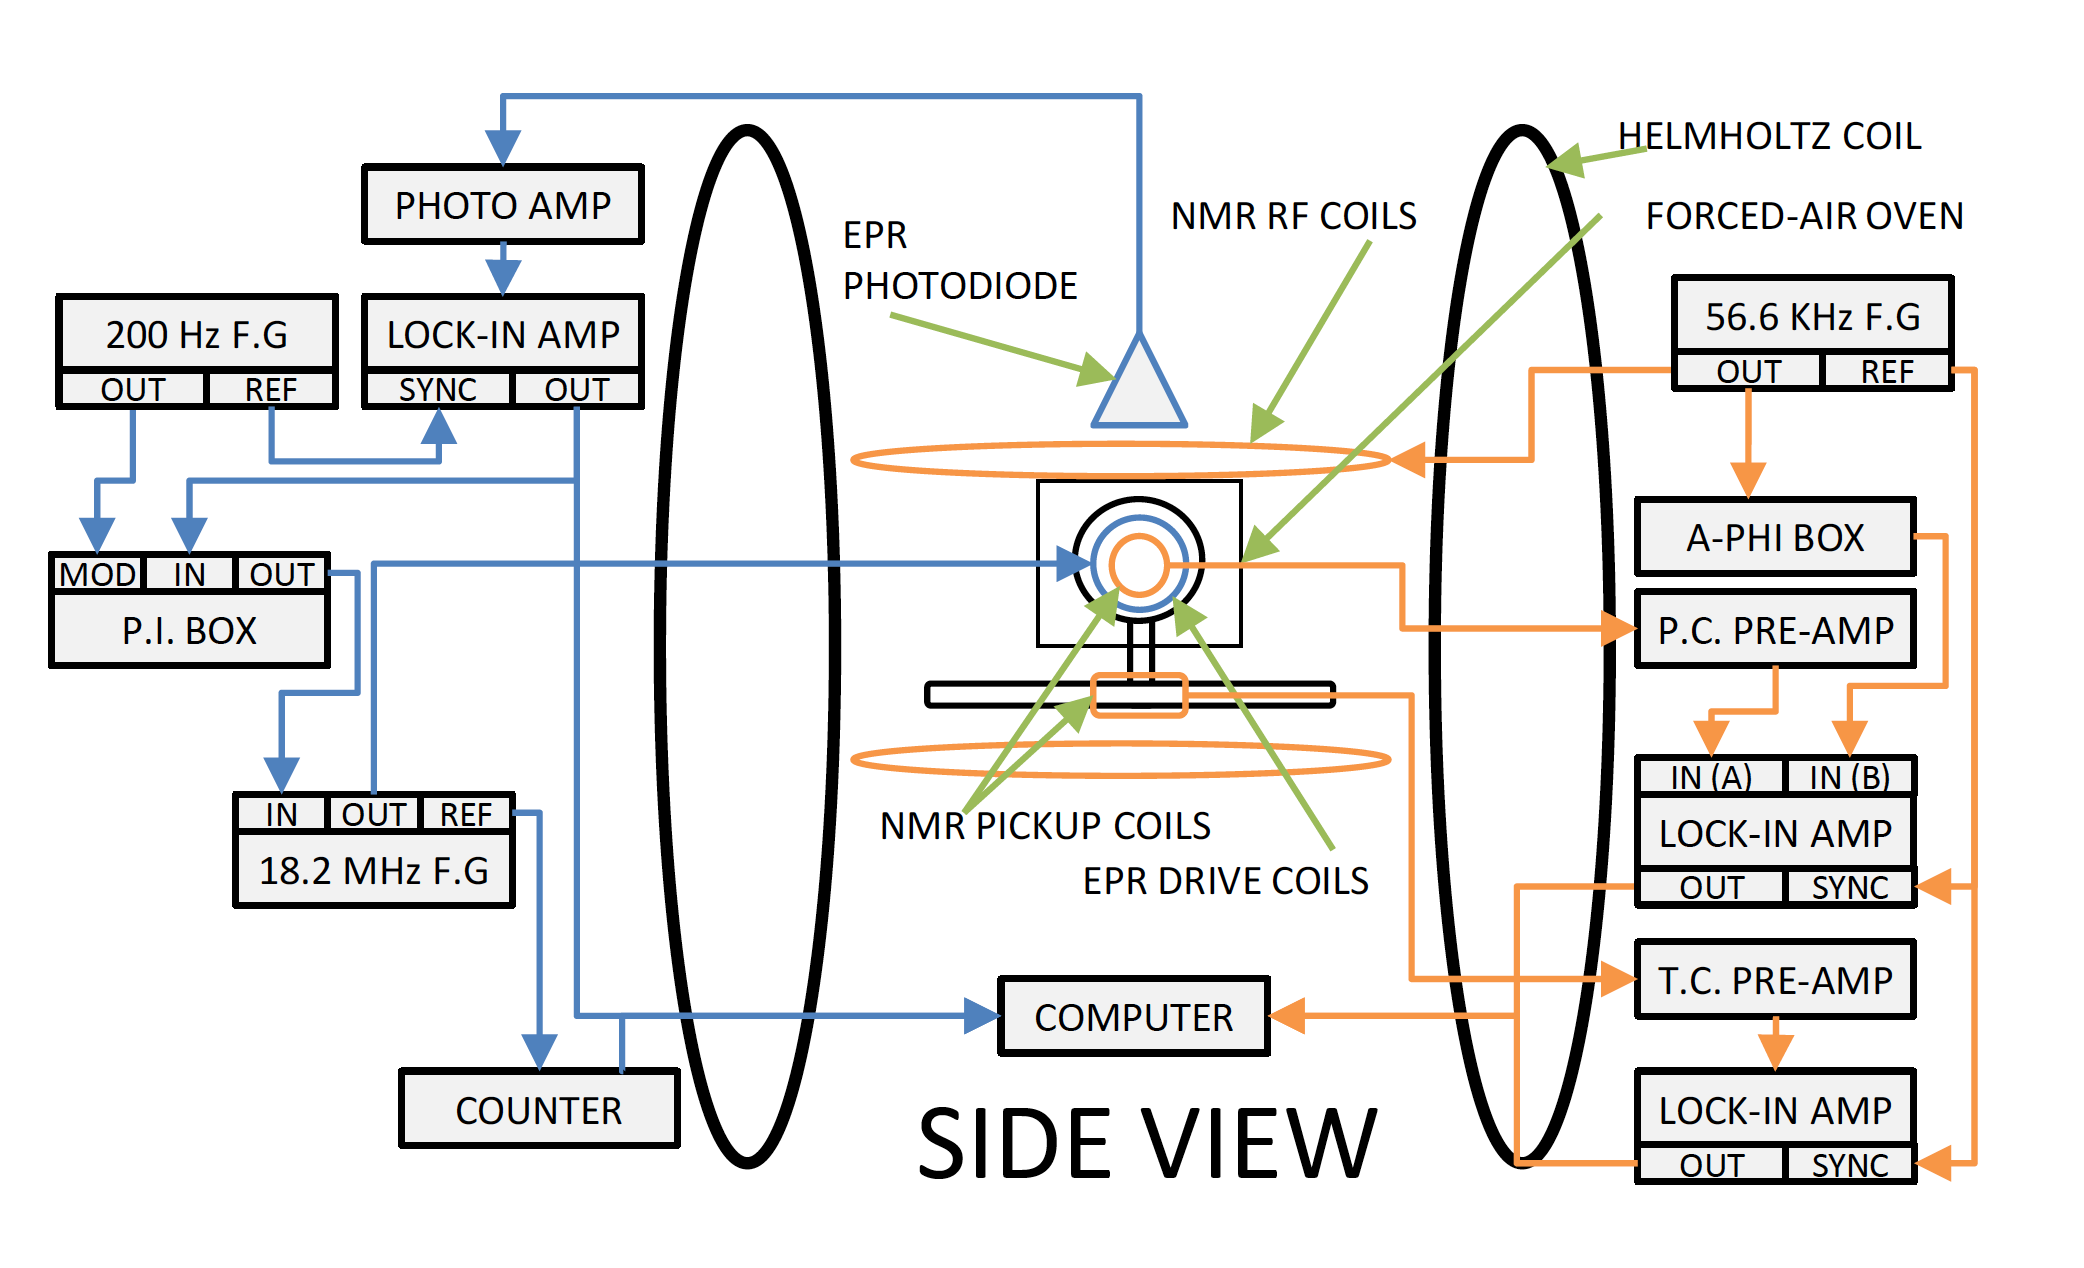 HELMHOLTZ COIL
PHOTO AMP
NMR RF COILS
FORCED-AIR OVEN
EPR
PHOTODIODE
200 Hz F.G
OUT
REF
LOCK-IN AMP
SYNC
OUT
56.6 KHz F.G
OUT
REF
MOD
IN
OUT
P.I. BOX
A-PHI BOX
P.C. PRE-AMP
IN
OUT
REF
18.2 MHz F.G
NMR PICKUP COILS
EPR DRIVE COILS
IN (A)
IN (B)
LOCK-IN AMP
OUT
SYNC
COMPUTER
T.C. PRE-AMP
COUNTER
LOCK-IN AMP
OUT
SYNC
SIDE VIEW